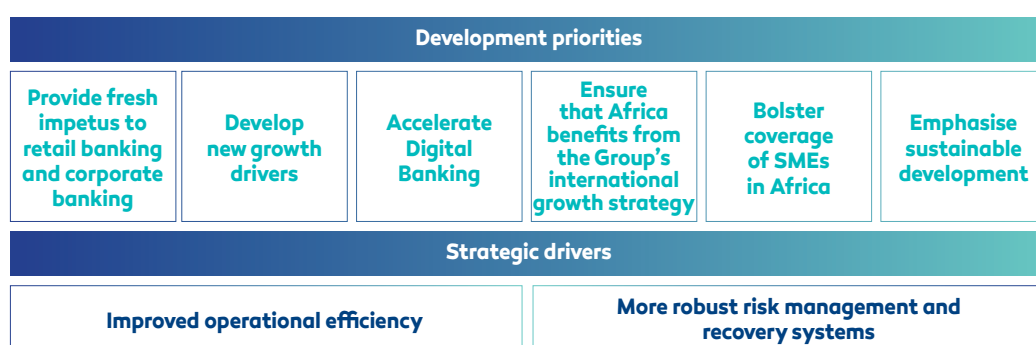 Development priorities
Provide fresh
impetus to
retail banking
and corporate
banking
Develop
new growth
drivers
Accelerate
Digital
Banking
Ensure
that Africa
benefits from
the Group's
international
growth strategy
Bolster
coverage
of SMEs
in Africa
Emphasise
sustainable
development
Strategic drivers
Improved operational efficiency
More robust risk management and
recovery systems